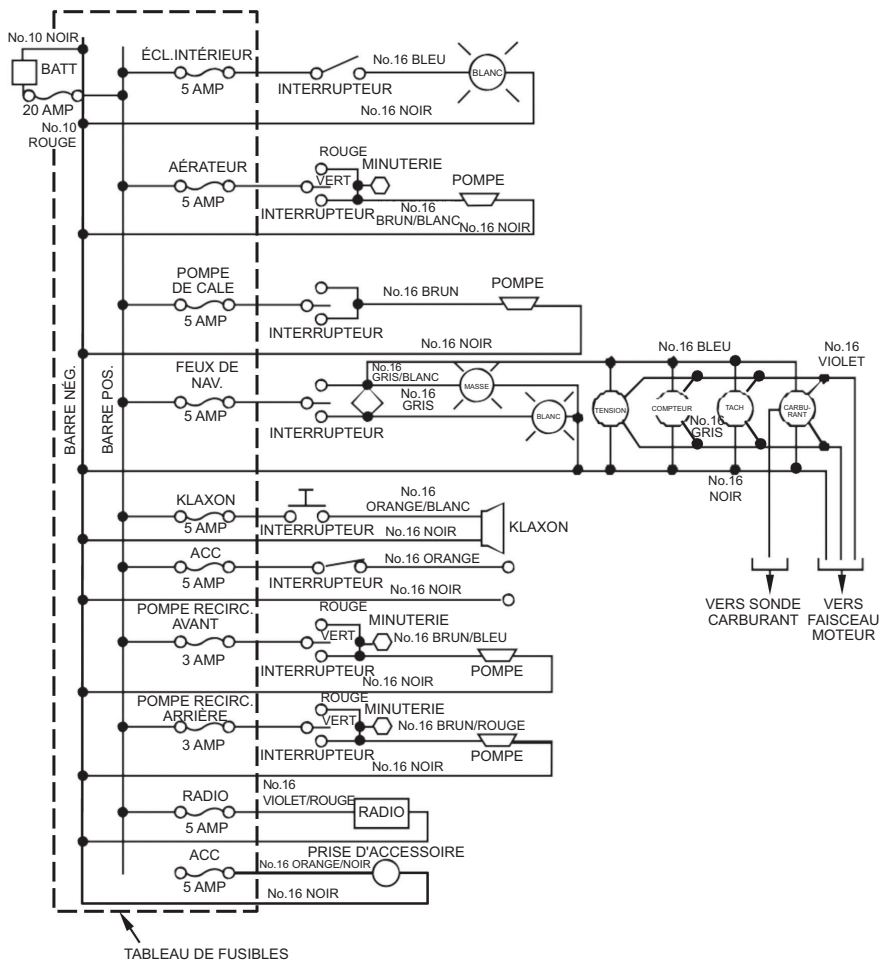 No.10 NOIR
BATT
20 AMP
No.10
ROUGE
ÉCL.INTÉRIEUR
5 AMP
INTERRUPTEUR
No.16 BLEU
BLANC
No.16 NOIR
AÉRATEUR
5 AMP
ROUGE
VERT
MINUTERIE
INTERRUPTEUR
No.16
BRUN/BLANC
POMPE
No.16 NOIR
POMPE
DE CALE
5 AMP
INTERRUPTEUR
No.16 BRUN
POMPE
No.16 NOIR
BARRE NÉG.
BARRE POS.
FEUX DE
NAV.
5 AMP
INTERRUPTEUR
No.16
GRIS/BLANC
No.16
GRIS
MASSE
BLANC
No.16 BLEU
No.16
VIOLET
TENSION
COMPTEUR
TACH
CARBU-
RANT
No.16
GRIS
No.16
NOIR
VERS SONDE
CARBURANT
VERS
FAISCEAU
MOTEUR
KLAXON
5 AMP
INTERRUPTEUR
No.16
ORANGE/BLANC
No.16 NOIR
KLAXON
ACC
5 AMP
INTERRUPTEUR
No.16 ORANGE
No.16 NOIR
POMPE RECIRC.
AVANT
3 AMP
ROUGE
VERT
MINUTERIE
No.16 BRUN/BLEU
INTERRUPTEUR
POMPE
No.16 NOIR
POMPE RECIRC.
ARRIÈRE
3 AMP
ROUGE
VERT
MINUTERIE
No.16 BRUN/ROUGE
INTERRUPTEUR
POMPE
No.16 NOIR
RADIO
5 AMP
No.16
VIOLET/ROUGE
RADIO
ACC
5 AMP
No.16 ORANGE/NOIR
PRISE D'ACCESSOIRE
No.16 NOIR
TABLEAU DE FUSIBLES